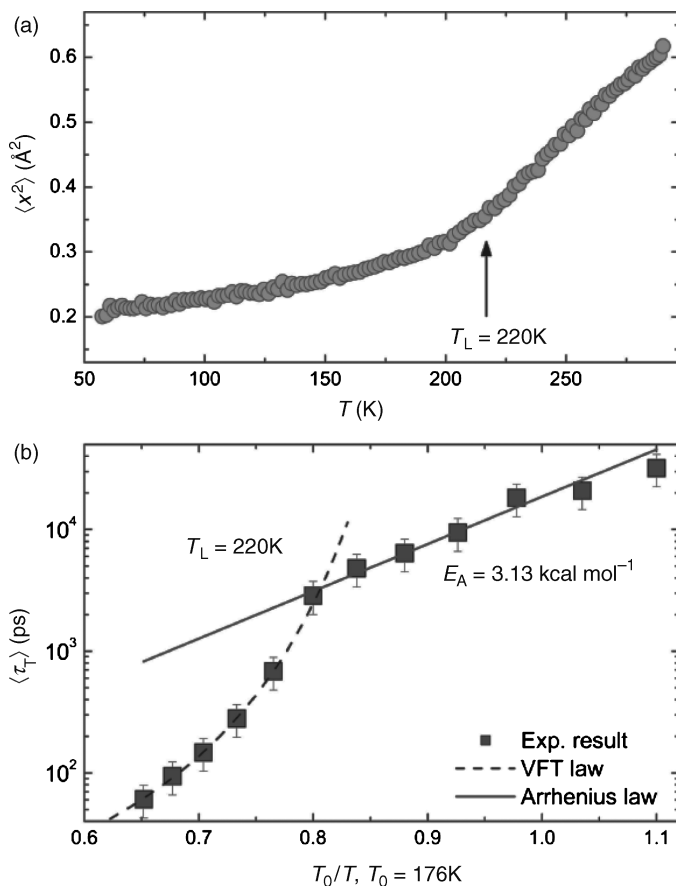 (a)
⟨x²⟩ (Å²)
0.6
0.5
0.4
0.3
0.2
T_L = 220K
50 100 150 200 250
T (K)
(b)
⟨τ_T⟩ (ps)
10⁴
10³
10²
T_L = 220K
E_A = 3.13 kcal mol⁻¹
Exp. result
VFT law
Arrhenius law
0.6 0.7 0.8 0.9 1.0 1.1
T₀/T, T₀ = 176K